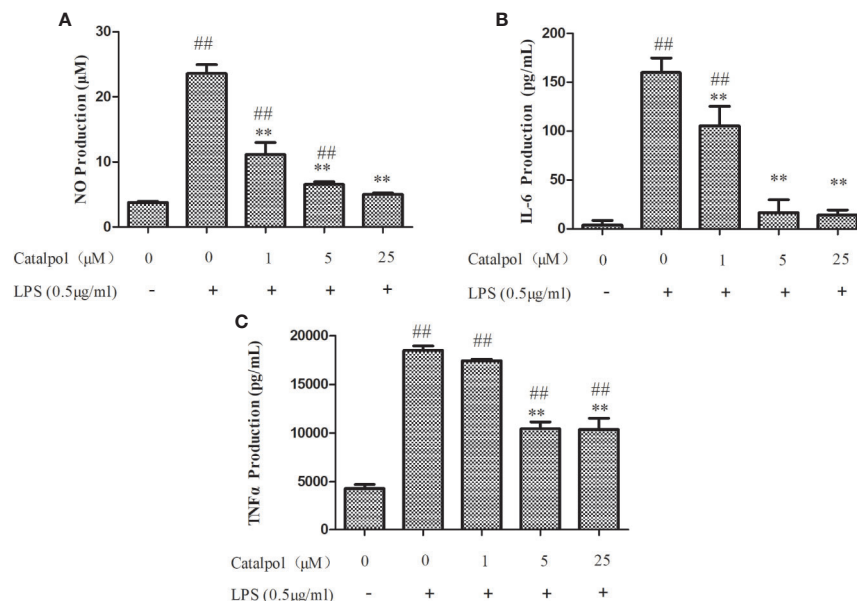 A
##
30
##
20
**
##
10
**
**
0
NO Production (μM)
Catalpol (μM) 0 0 1 5 25
LPS (0.5μg/ml) - + + + +
B
200
##
150
##
**
100
50
** **
0
IL-6 Production (pg/mL)
Catalpol (μM) 0 0 1 5 25
LPS (0.5μg/ml) - + + + +
C
20000
## ##
15000
## ##
** **
10000
5000
0
TNFα Production (pg/mL)
Catalpol (μM) 0 0 1 5 25
LPS (0.5μg/ml) - + + + +